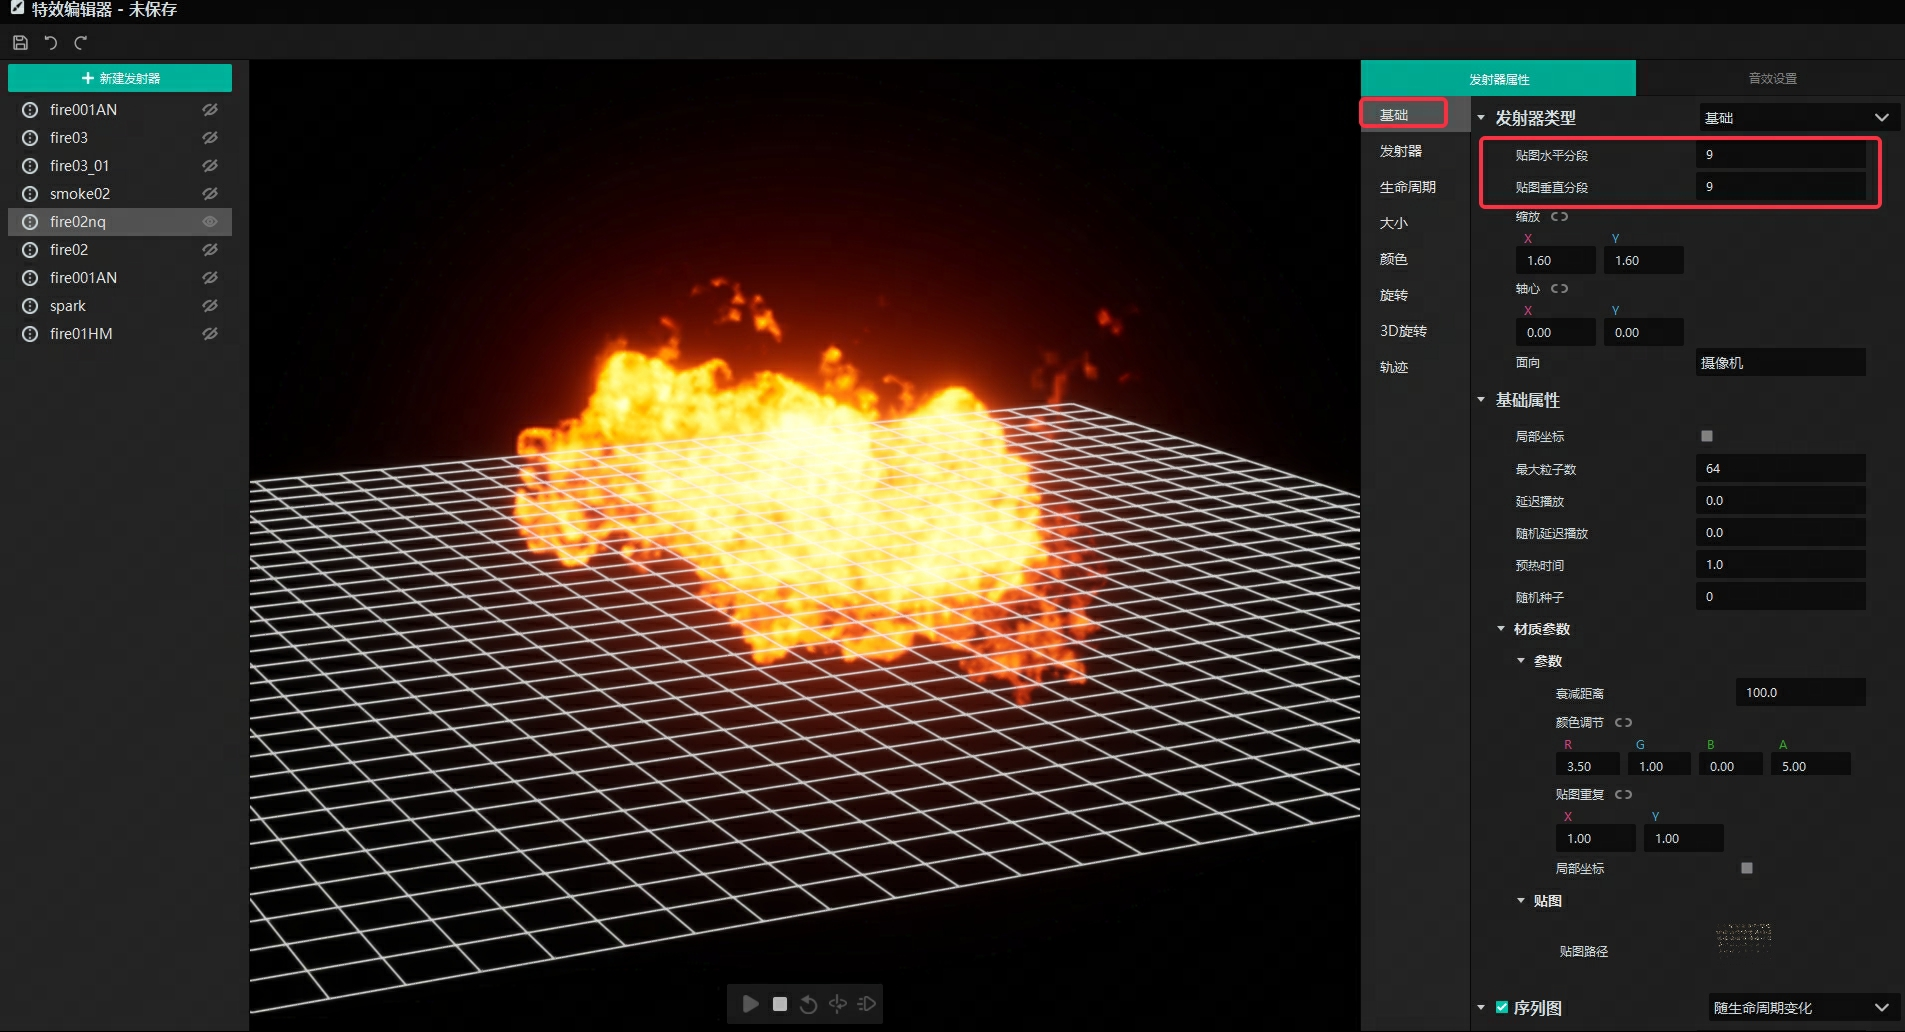 特效编辑器 - 未保存
新建发射器
fire001AN
fire03
fire03_01
smoke02
fire02nq
fire02
fire001AN
spark
fire01HM
发射器属性
音效设置
基础
发射器
生命周期
大小
颜色
旋转
3D旋转
轨迹
发射器类型 基础
贴图水平分段 9
贴图垂直分段 9
缩放
X Y
1.60 1.60
轴心
X Y
0.00 0.00
面向 摄像机
基础属性
局部坐标
最大粒子数 64
延迟播放 0.0
随机延迟播放 0.0
预热时间 1.0
随机种子 0
材质参数
参数
衰减距离 100.0
颜色调节
R G B A
3.50 1.00 0.00 5.00
贴图重复
X Y
1.00 1.00
局部坐标
贴图
贴图路径
序列图 随生命周期变化